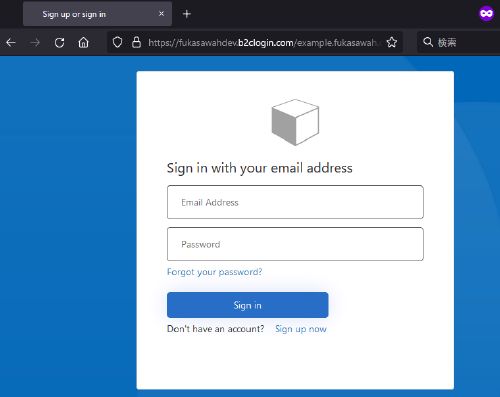 Sign up or sign in
https://fukasawahdev.b2clogin.com/example.fukasawah.
検索
Sign in with your email address
Email Address
Password
Forgot your password?
Sign in
Don't have an account? Sign up now